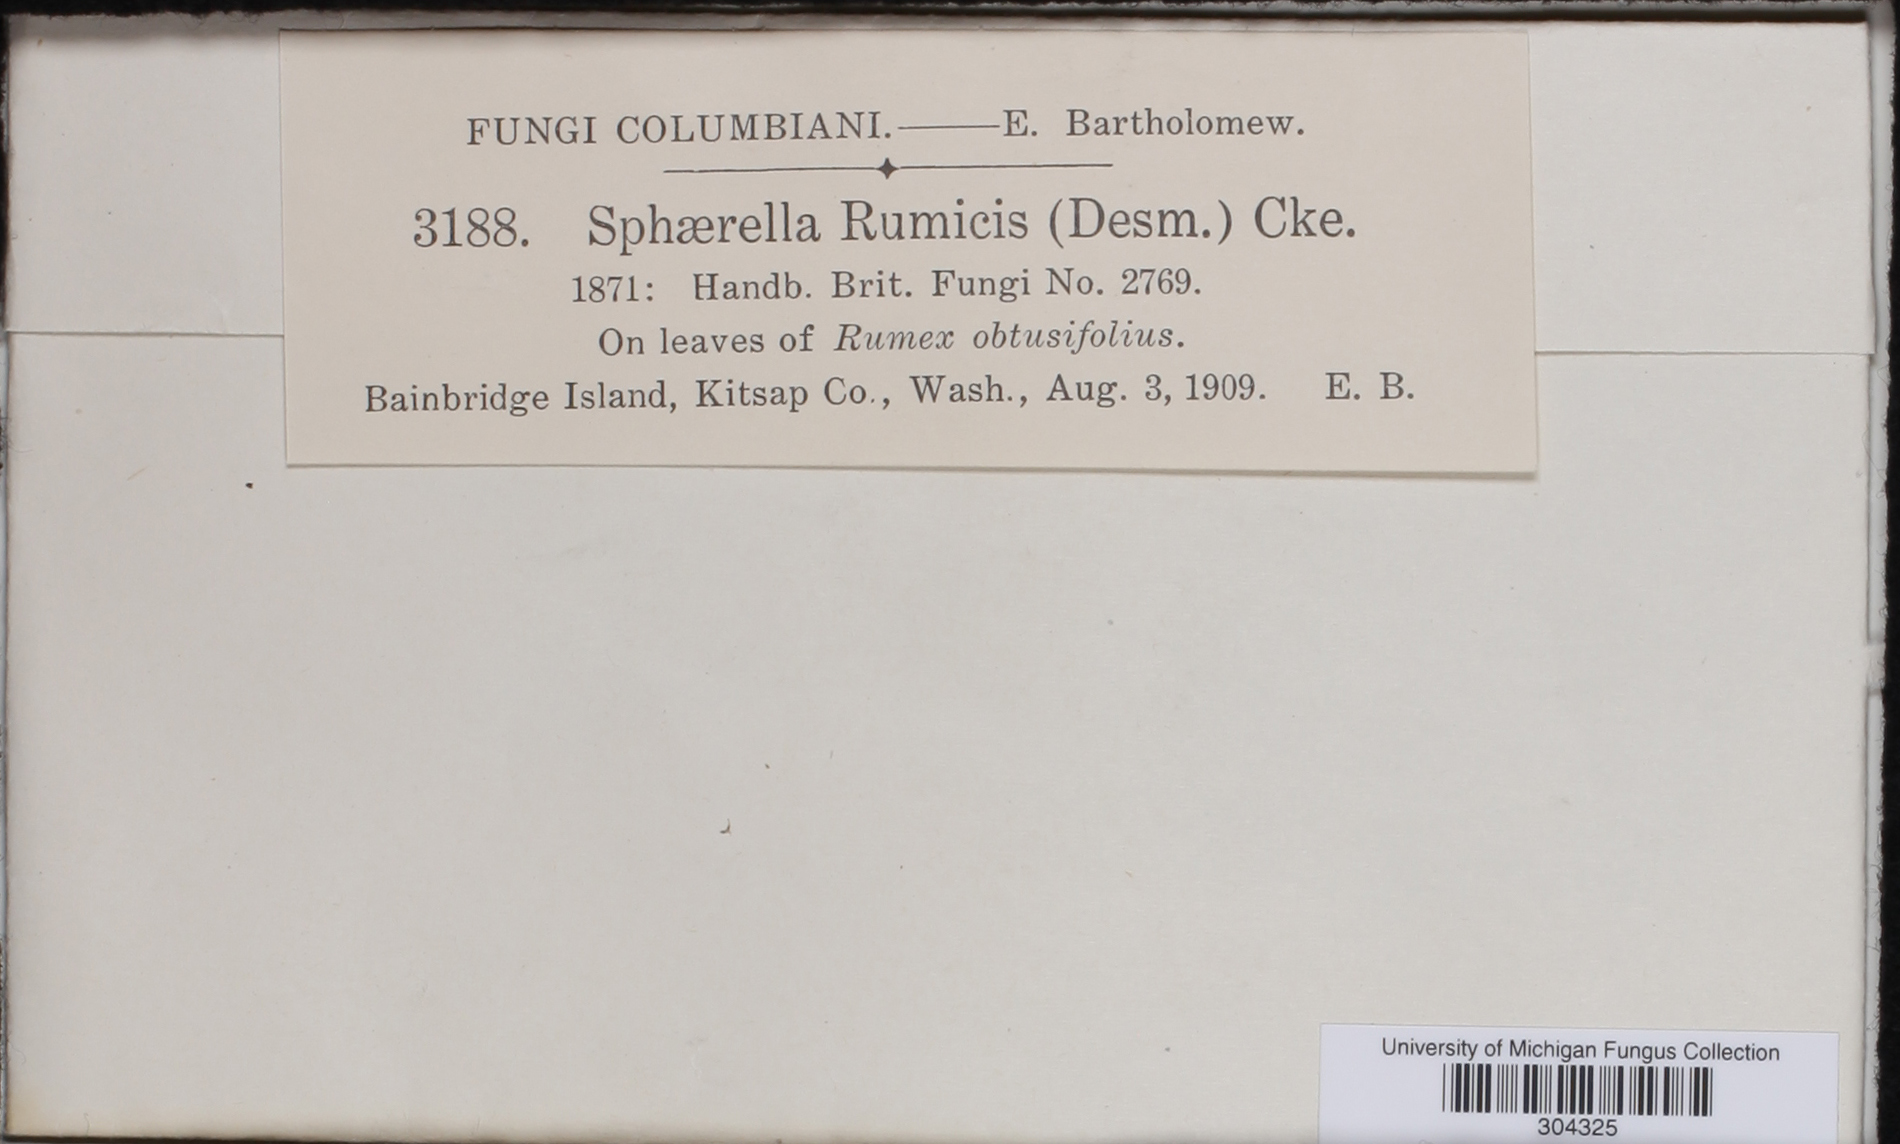 FUNGI COLUMBIANI.——E. Bartholomew.
3188. Sphærella Rumicis (Desm.) Cke.
1871: Handb. Brit. Fungi No. 2769.
On leaves of Rumex obtusifolius.
Bainbridge Island, Kitsap Co., Wash., Aug. 3, 1909. E. B.
University of Michigan Fungus Collection
304325